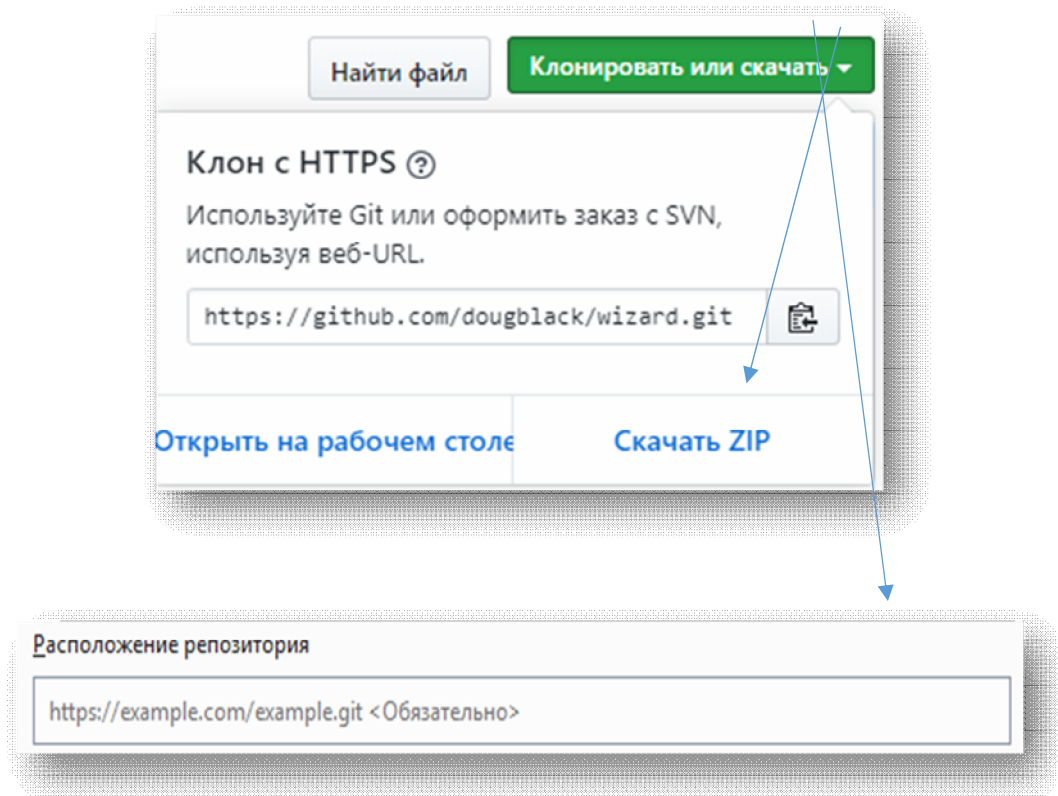 Найти файл
Клонировать или скачать
Клон с HTTPS
Используйте Git или оформить заказ с SVN,
используя веб-URL.
https://github.com/dougblack/wizard.git
Открыть на рабочем столе
Скачать ZIP
Расположение репозитория
https://example.com/example.git <Обязательно>